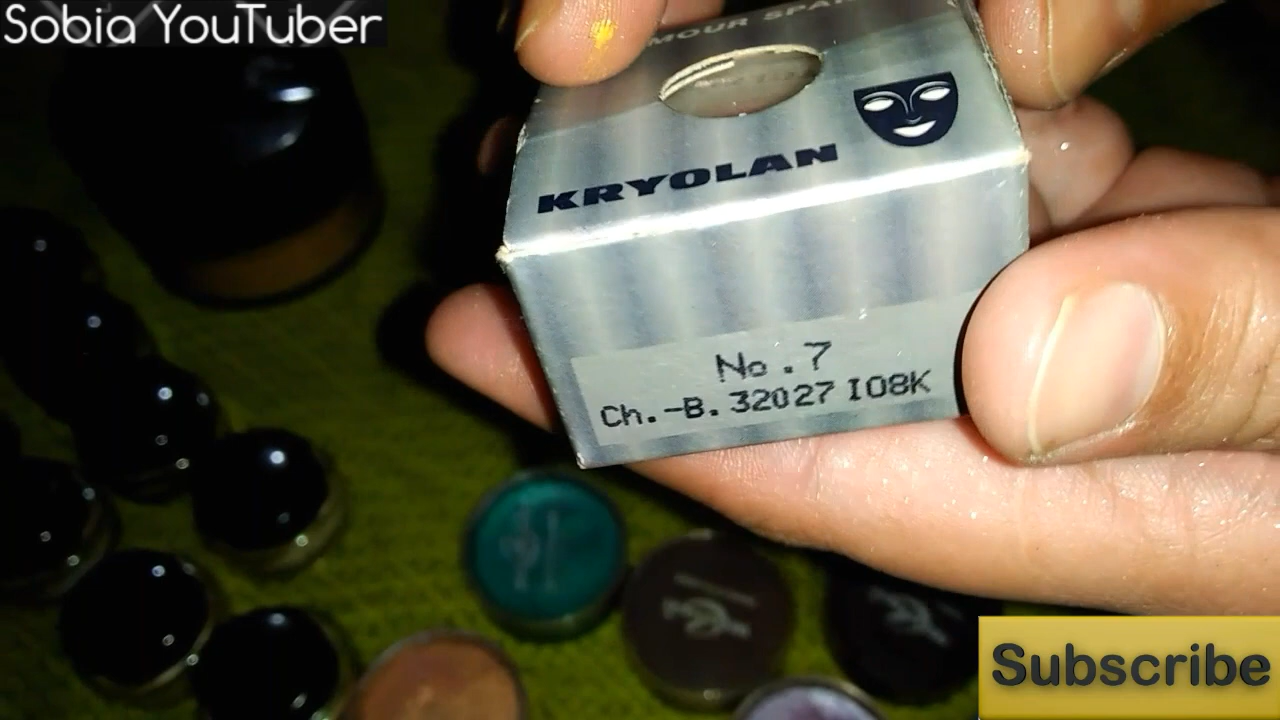 Sobia YouTuber
KRYOLAN
No.7
Ch.-B. 32027 I08K
Subscribe